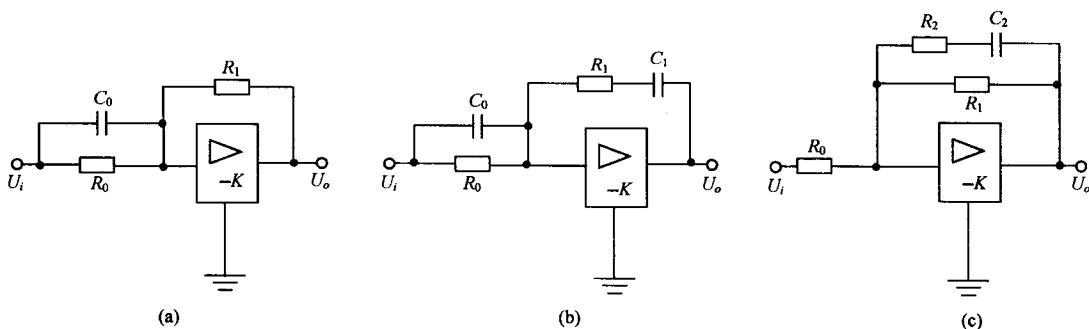 C₀
R₁
R₀
−K
Uᵢ
Uₒ
(a)
R₁
C₁
C₀
R₀
−K
Uᵢ
Uₒ
(b)
R₂
C₂
R₁
R₀
−K
Uᵢ
Uₒ
(c)